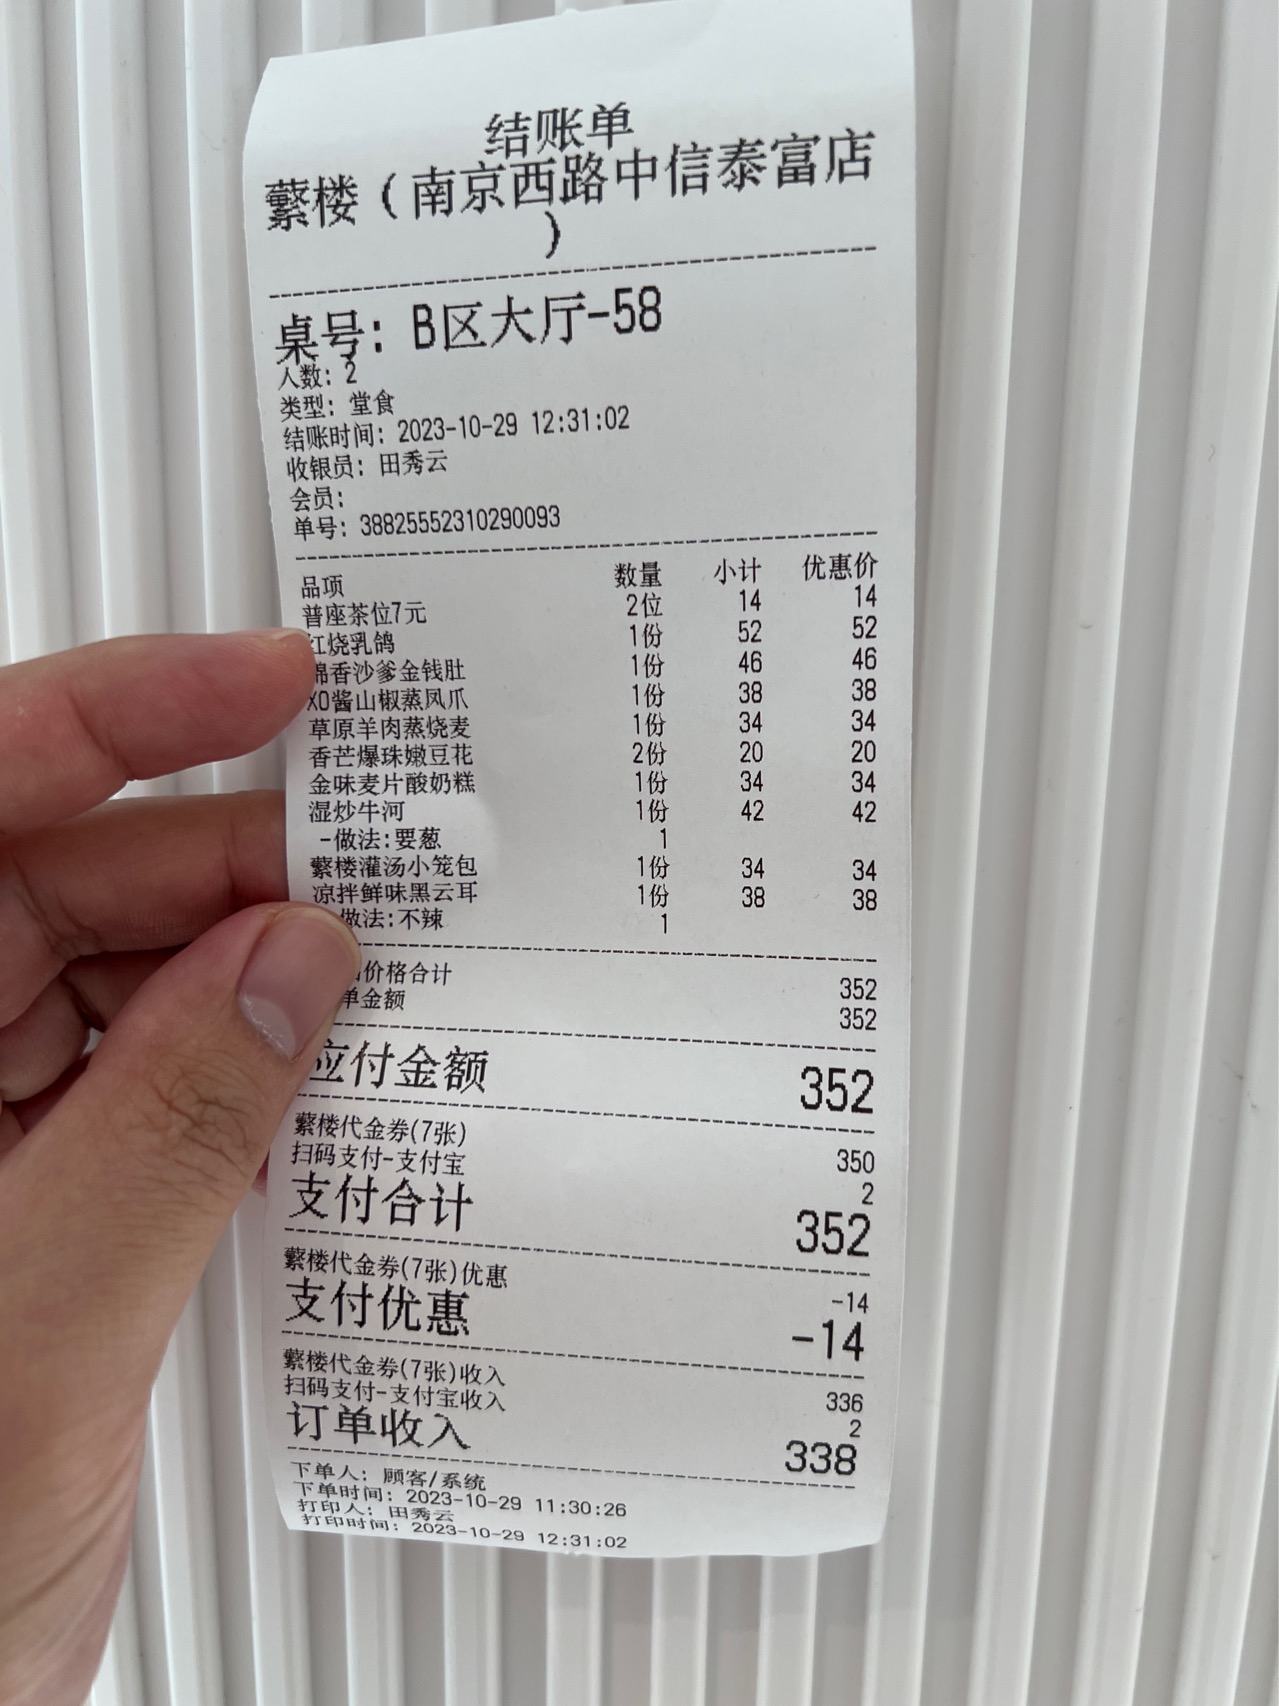 结账单
蘩楼（南京西路中信泰富店
）
桌号：B区大厅-58
人数：2
类型：堂食
结账时间：2023-10-29 12:31:02
收银员：田秀云
会员：
单号：38825552310290093
品项 数量 小计 优惠价
普座茶位7元 2位 14 14
红烧乳鸽 1份 52 52
香沙爹金钱肚 1份 46 46
XO酱山椒蒸凤爪 1份 38 38
草原羊肉蒸烧麦 1份 34 34
香芒爆珠嫩豆花 2份 20 20
金味麦片酸奶糕 1份 34 34
湿炒牛河 1份 42 42
-做法:要葱 1
蘩楼灌汤小笼包 1份 34 34
凉拌鲜味黑云耳 1份 38 38
做法:不辣 1
价格合计 352
单金额 352
应付金额 352
蘩楼代金券(7张) 350
扫码支付-支付宝 2
支付合计 352
蘩楼代金券(7张)优惠 -14
支付优惠 -14
蘩楼代金券(7张)收入 336
扫码支付-支付宝收入 2
订单收入 338
下单人：顾客/系统
下单时间：2023-10-29 11:30:26
打印人：田秀云
打印时间：2023-10-29 12:31:02